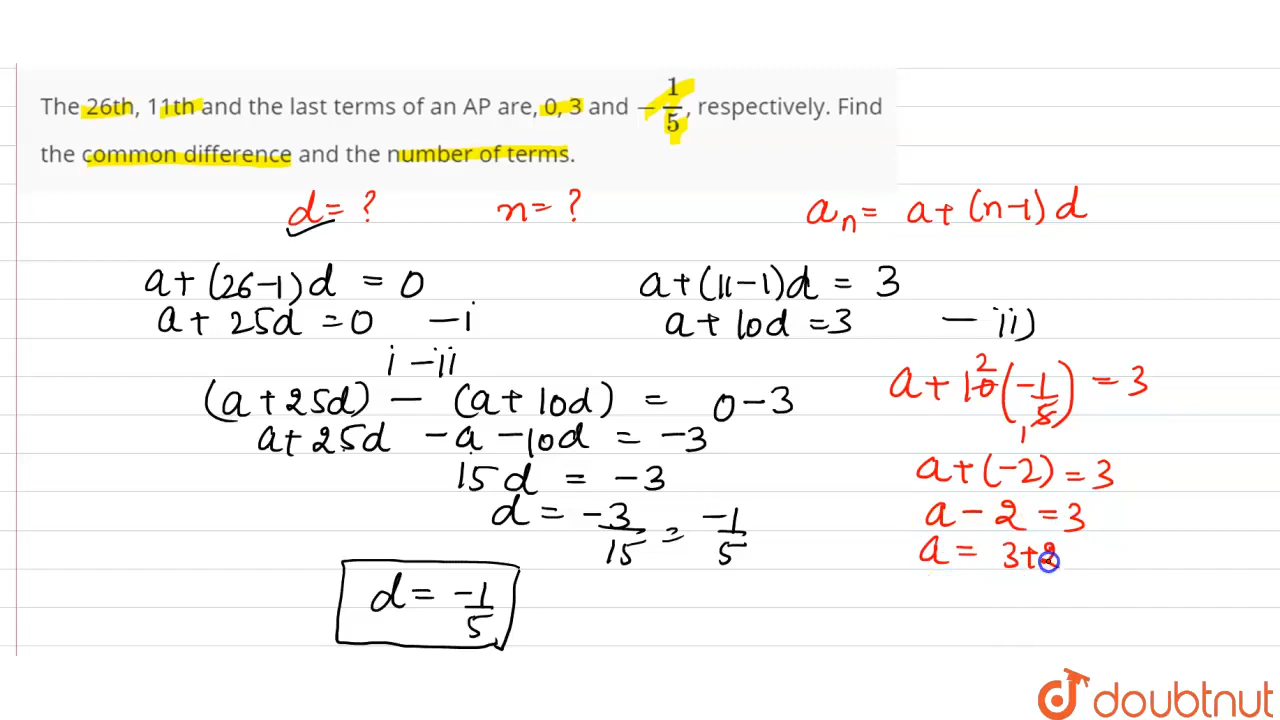 The 26th, 11th and the last terms of an AP are, 0, 3 and −1/5, respectively. Find
the common difference and the number of terms.
d = ? n = ? aₙ = a + (n-1) d
a + (26-1)d = 0
a + 25d = 0 - i
a + (11-1)d = 3
a + 10d = 3 - ii)
i - ii
(a + 25d) - (a + 10d) = 0 - 3
a + 25d - a - 10d = -3
15d = -3
d = -3/15 = -1/5
d = -1/5
a + 10 2 (-1/5) 1 = 3
a + (-2) = 3
a - 2 = 3
a = 3+2
doubtnut